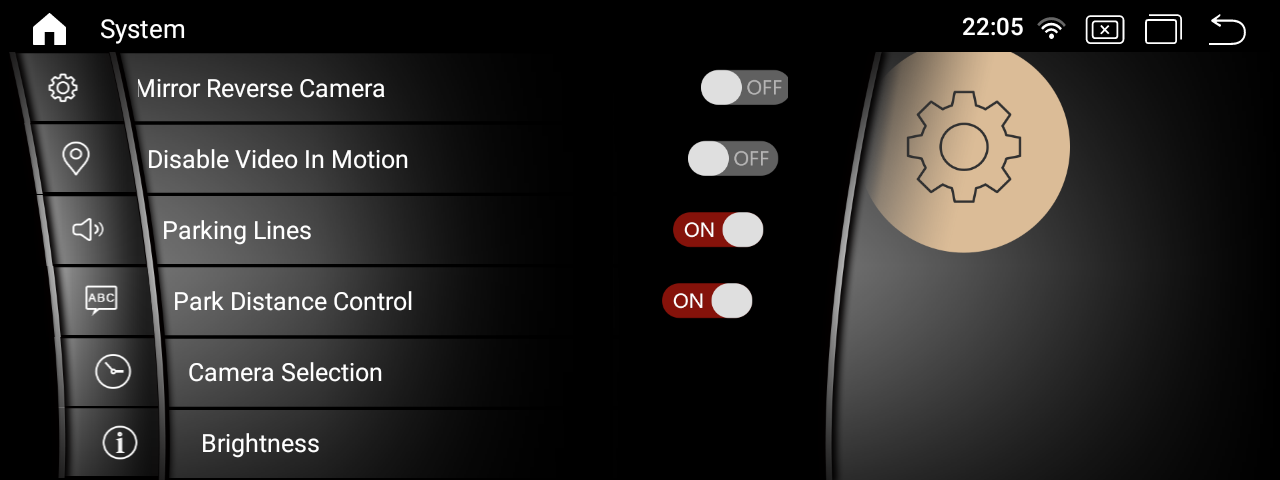 System
22:05
Mirror Reverse Camera
OFF
Disable Video In Motion
OFF
Parking Lines
ON
ABC
Park Distance Control
ON
Camera Selection
Brightness